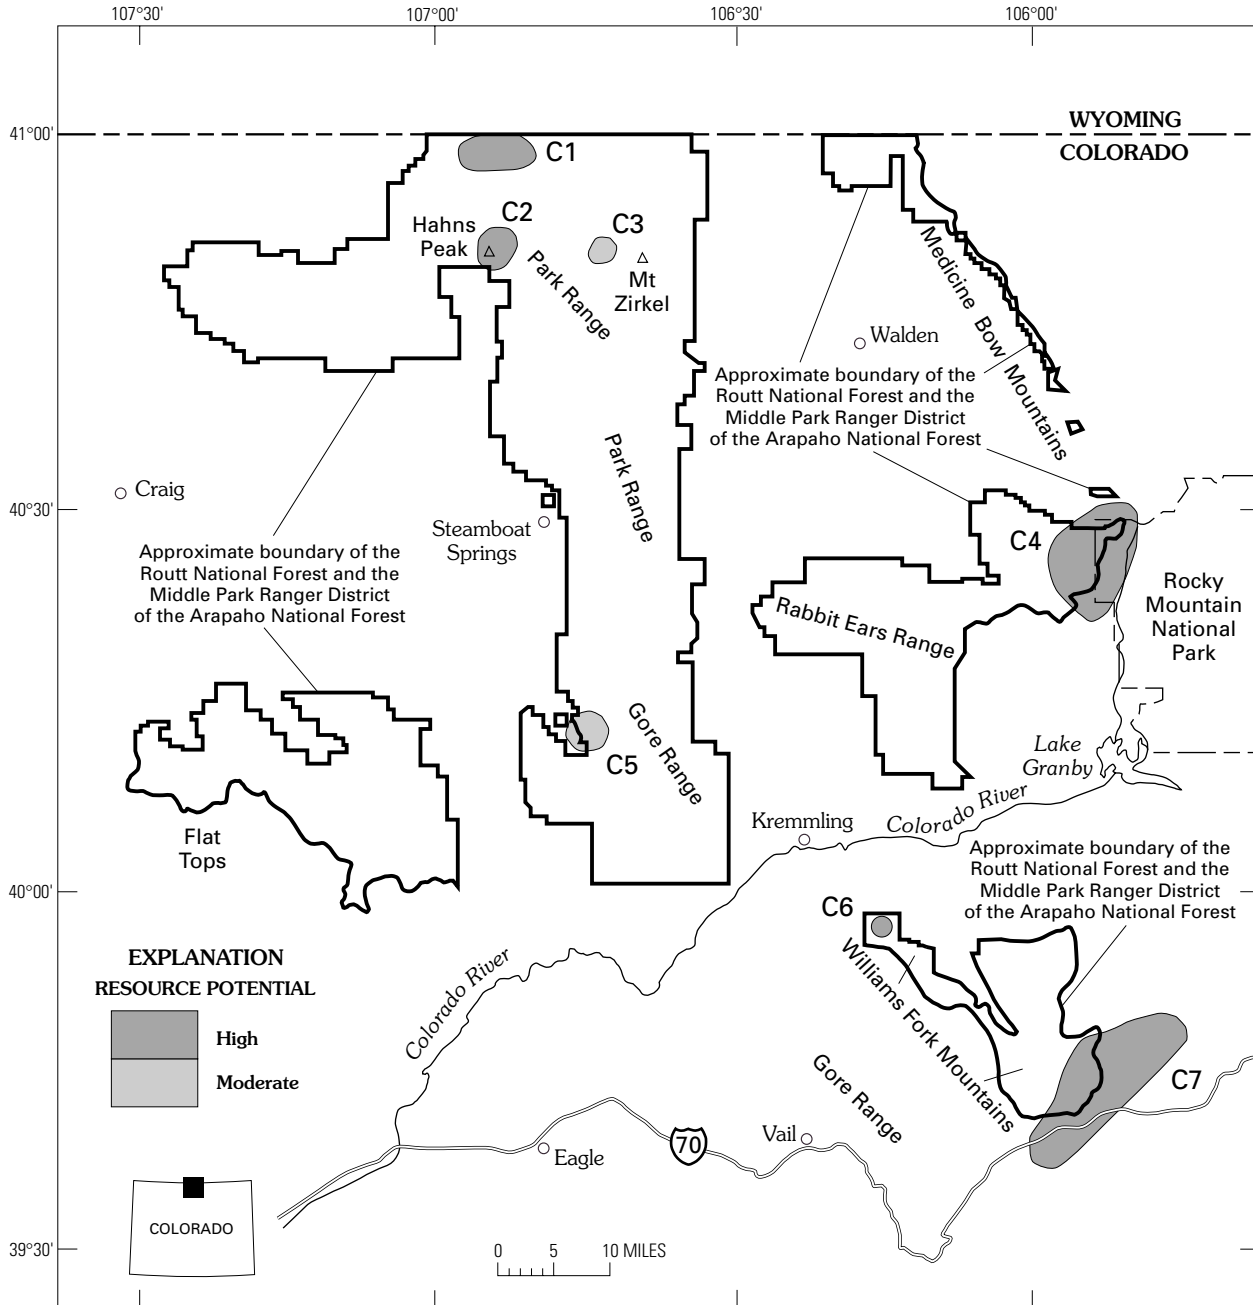 107°30'
107°00'
106°30'
106°00'
41°00'
WYOMING
COLORADO
C1
C2
C3
Hahns
Peak
Park Range
Mt
Zirkel
Medicine Bow Mountains
Walden
Approximate boundary of the
Routt National Forest and the
Middle Park Ranger District
of the Arapaho National Forest
Park Range
Craig
40°30'
Steamboat
Springs
C4
Approximate boundary of the
Routt National Forest and the
Middle Park Ranger District
of the Arapaho National Forest
Rocky
Mountain
National
Park
Rabbit Ears Range
Gore Range
C5
Lake
Granby
Colorado River
Kremmling
Flat
Tops
Approximate boundary of the
Routt National Forest and the
Middle Park Ranger District
of the Arapaho National Forest
40°00'
C6
Williams Fork Mountains
Colorado River
EXPLANATION
RESOURCE POTENTIAL
High
Moderate
Gore Range
C7
Vail
70
Eagle
COLORADO
39°30'
0 5 10 MILES